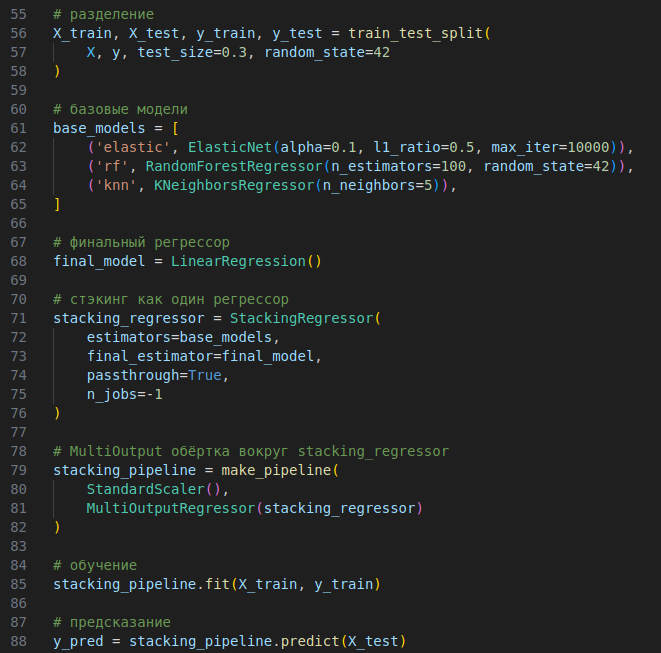 55 # разделение
56 X_train, X_test, y_train, y_test = train_test_split(
57     X, y, test_size=0.3, random_state=42
58 )
59
60 # базовые модели
61 base_models = [
62     ('elastic', ElasticNet(alpha=0.1, l1_ratio=0.5, max_iter=10000)),
63     ('rf', RandomForestRegressor(n_estimators=100, random_state=42)),
64     ('knn', KNeighborsRegressor(n_neighbors=5)),
65 ]
66
67 # финальный регрессор
68 final_model = LinearRegression()
69
70 # стэкинг как один регрессор
71 stacking_regressor = StackingRegressor(
72     estimators=base_models,
73     final_estimator=final_model,
74     passthrough=True,
75     n_jobs=-1
76 )
77
78 # MultiOutput обёртка вокруг stacking_regressor
79 stacking_pipeline = make_pipeline(
80     StandardScaler(),
81     MultiOutputRegressor(stacking_regressor)
82 )
83
84 # обучение
85 stacking_pipeline.fit(X_train, y_train)
86
87 # предсказание
88 y_pred = stacking_pipeline.predict(X_test)